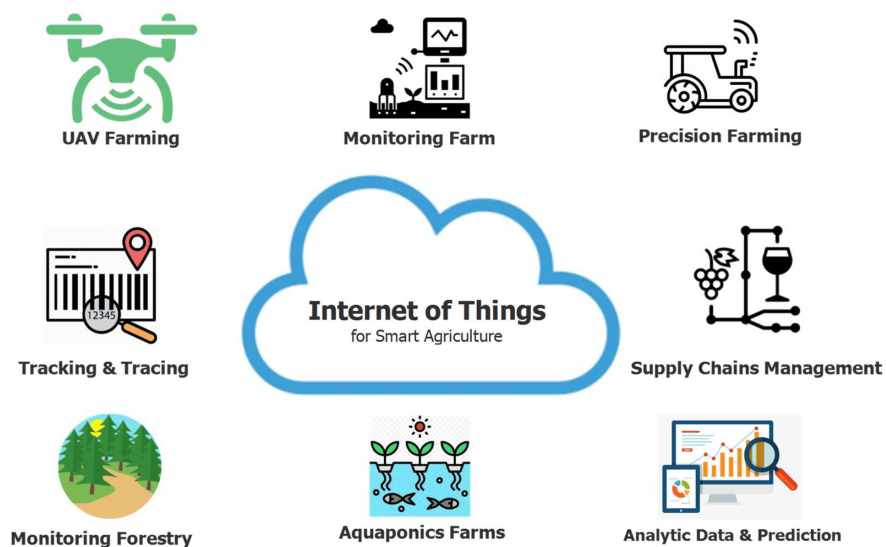 UAV Farming
Monitoring Farm
Precision Farming
Internet of Things
for Smart Agriculture
12345
Tracking & Tracing
Supply Chains Management
Monitoring Forestry
Aquaponics Farms
Analytic Data & Prediction